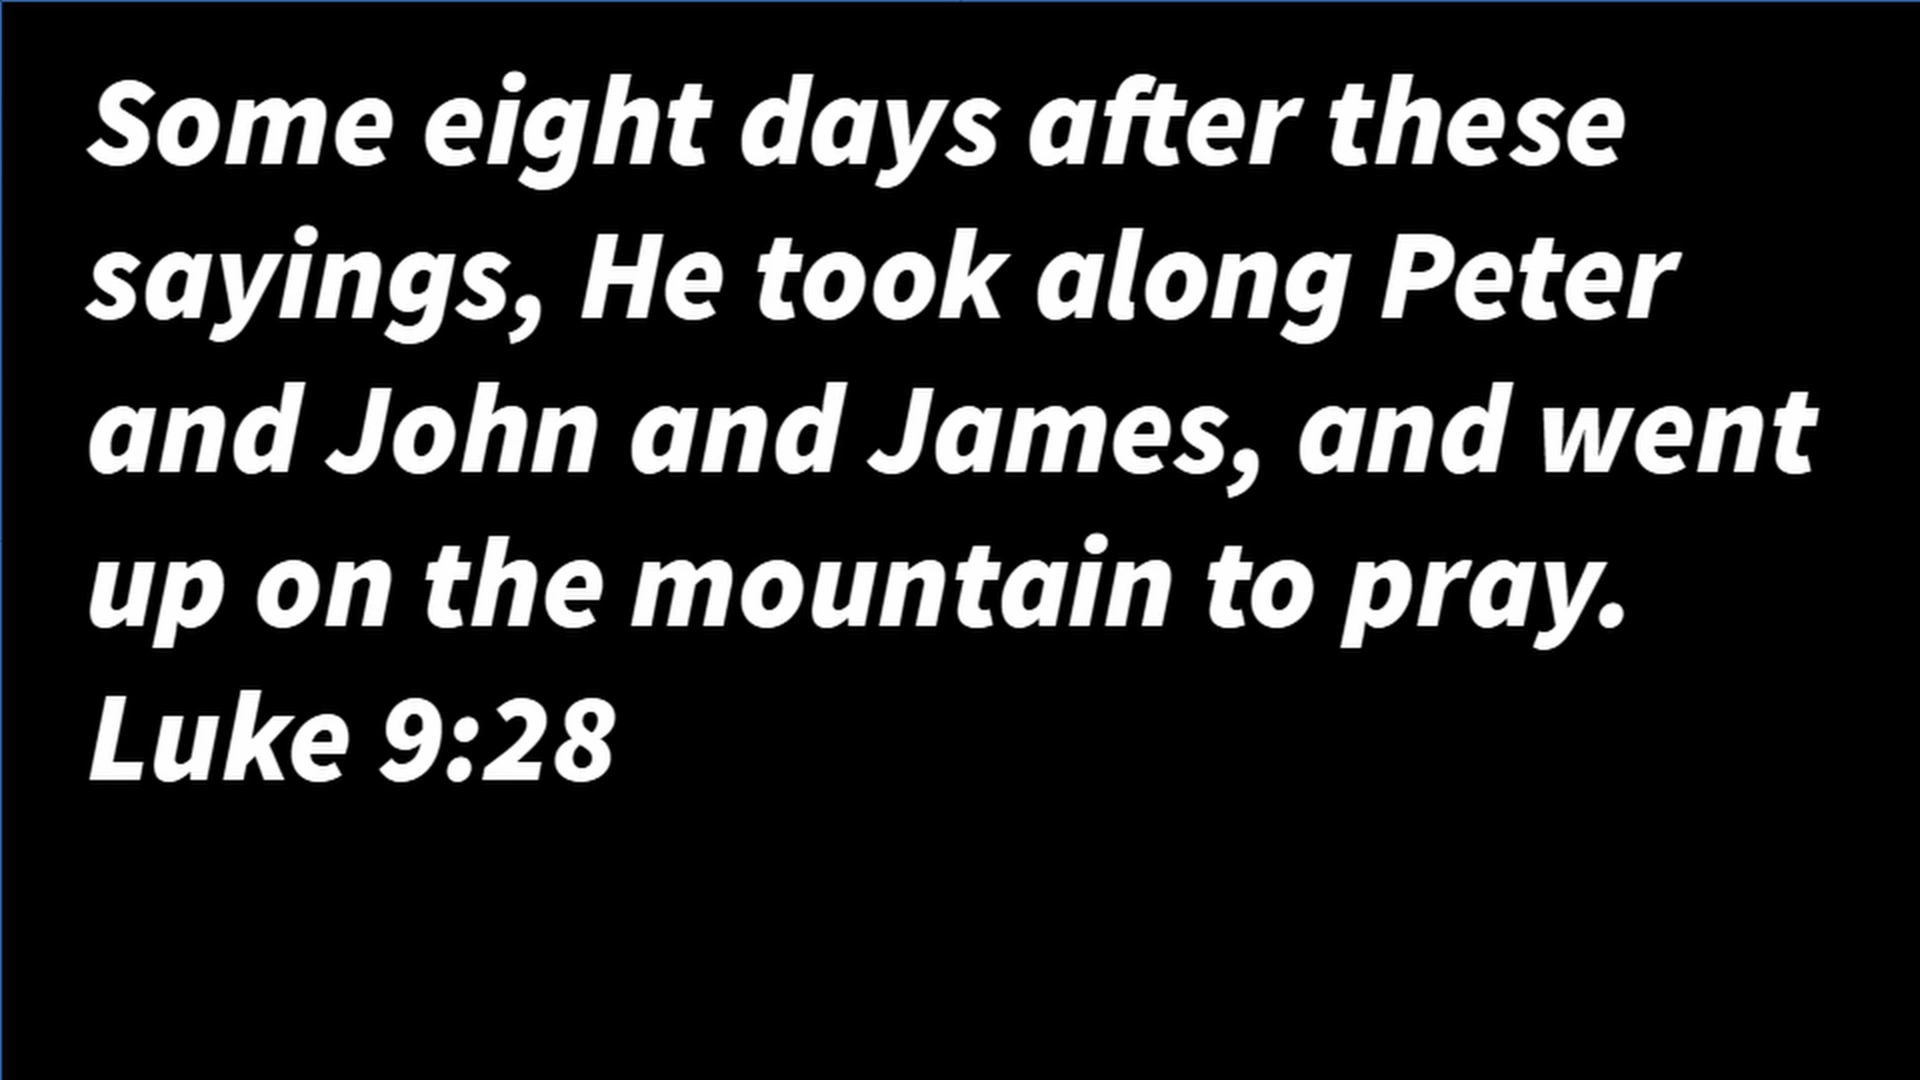 Some eight days after these
sayings, He took along Peter
and John and James, and went
up on the mountain to pray.
Luke 9:28